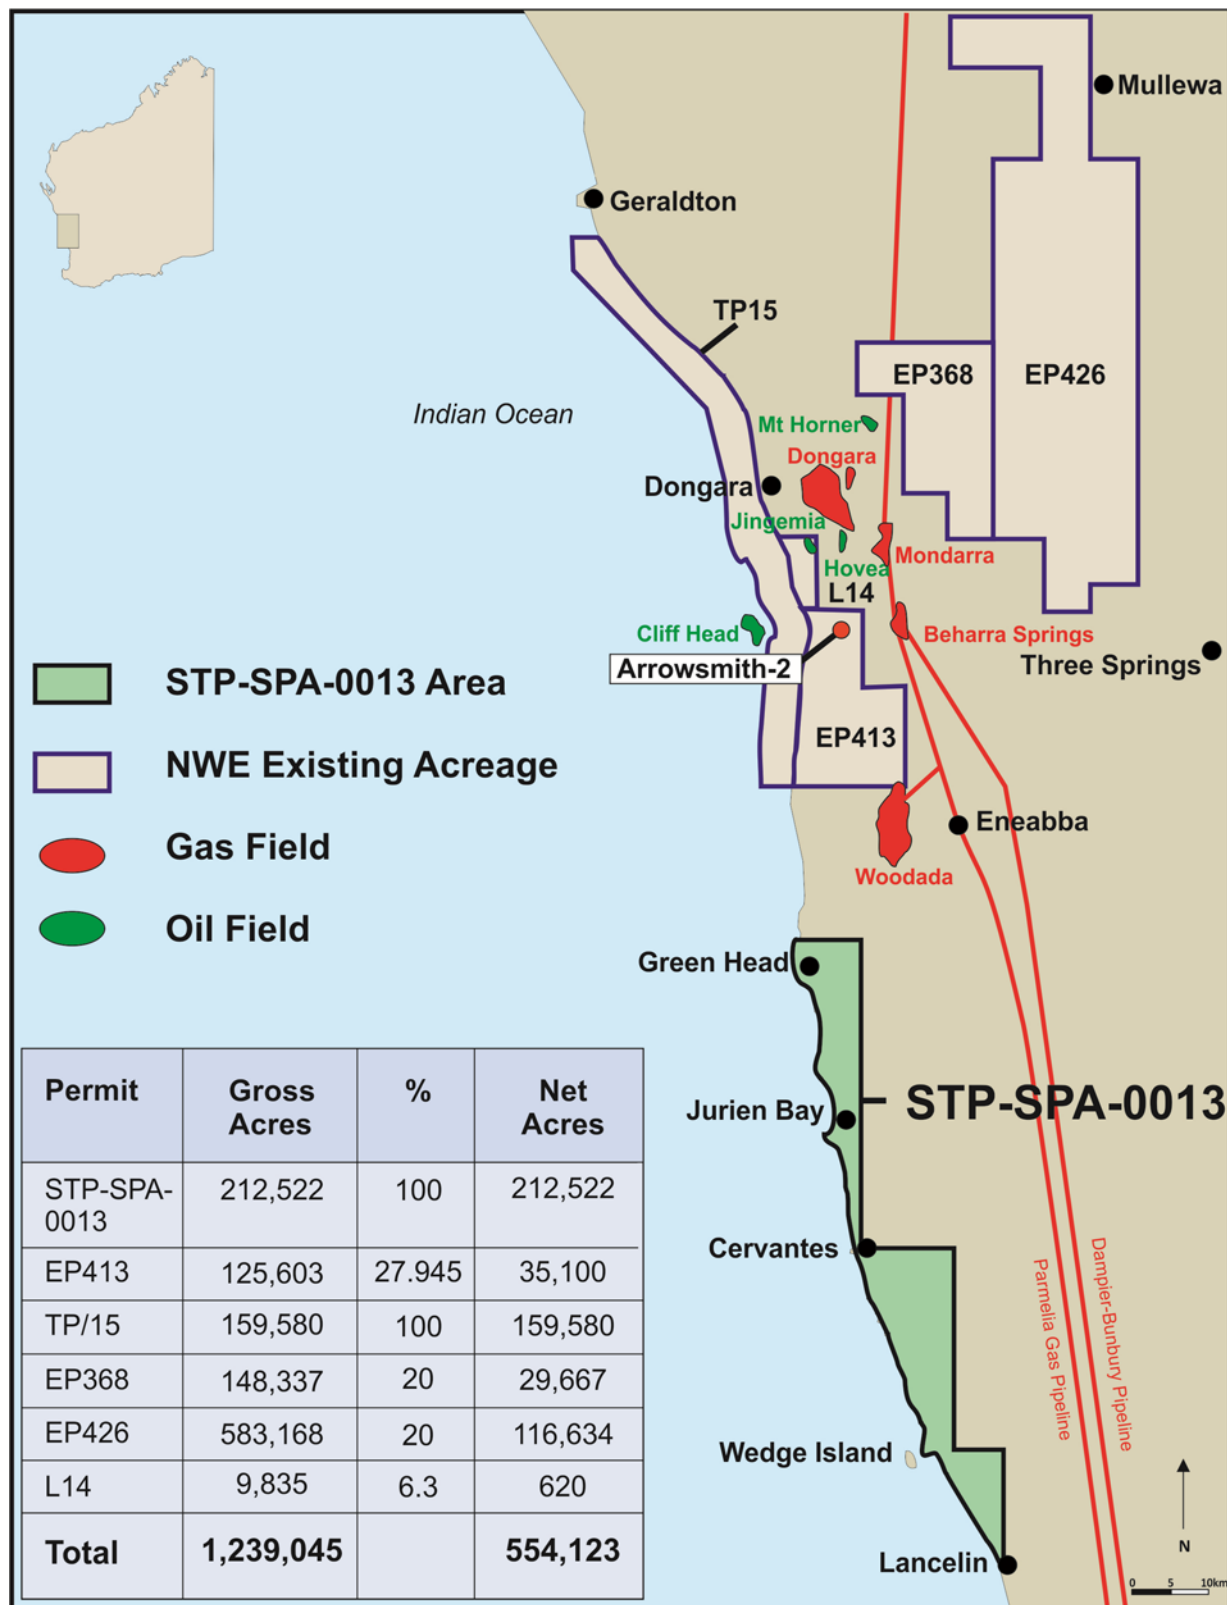 Mullewa
Geraldton
TP15
EP368
EP426
Indian Ocean
Mt Horner
Dongara
Dongara
Jingemia
Mondarra
Hovea
L14
Cliff Head
Beharra Springs
Three Springs
Arrowsmith-2
EP413
STP-SPA-0013 Area
NWE Existing Acreage
Gas Field
Oil Field
Eneabba
Woodada
Green Head
Jurien Bay
STP-SPA-0013
Cervantes
Parmelia Gas Pipeline
Dampier-Bunbury Pipeline
Wedge Island
Lancelin
N
0 5 10km
Permit Gross Acres % Net Acres
STP-SPA-0013 212,522 100 212,522
EP413 125,603 27.945 35,100
TP/15 159,580 100 159,580
EP368 148,337 20 29,667
EP426 583,168 20 116,634
L14 9,835 6.3 620
Total 1,239,045 554,123